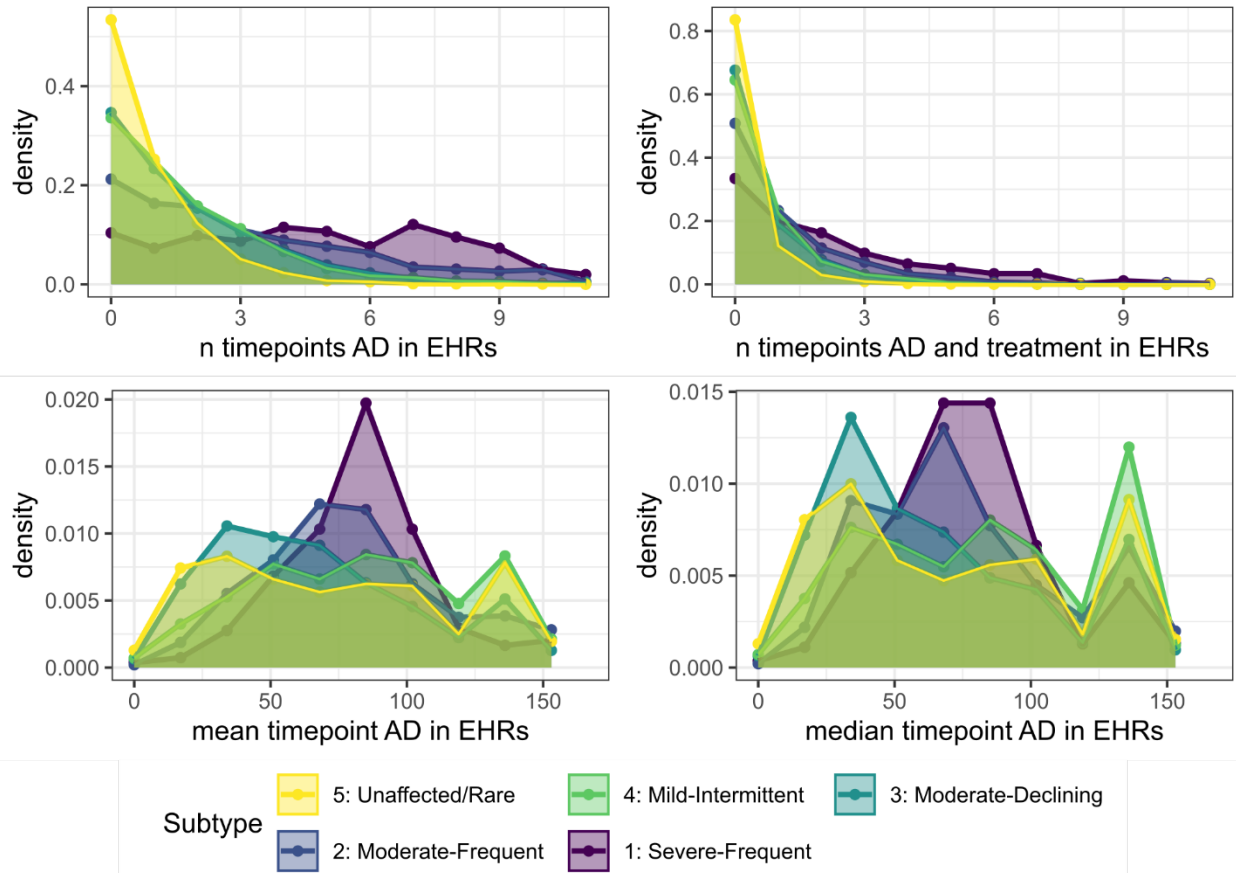 density
0.4
0.2
0.0
0
3
6
9
n timepoints AD in EHRs
density
0.8
0.6
0.4
0.2
0.0
0
3
6
9
n timepoints AD and treatment in EHRs
density
0.020
0.015
0.010
0.005
0.000
0
50
100
150
mean timepoint AD in EHRs
density
0.015
0.010
0.005
0.000
0
50
100
150
median timepoint AD in EHRs
Subtype
5: Unaffected/Rare
4: Mild-Intermittent
3: Moderate-Declining
2: Moderate-Frequent
1: Severe-Frequent